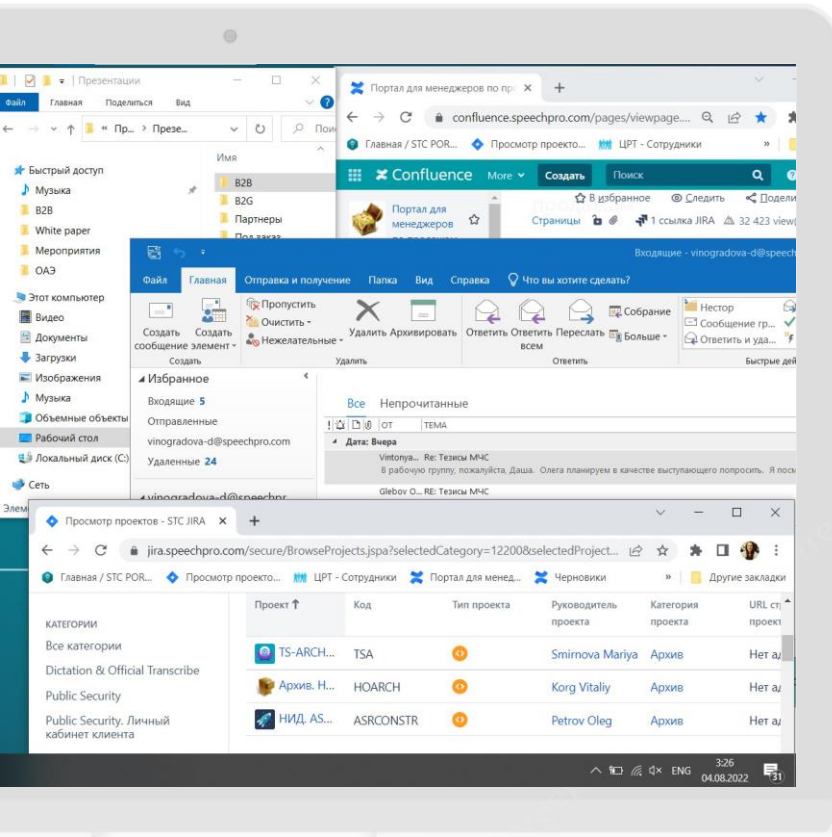 Презентации
Файл Главная Поделиться Вид
« Пр... > Презе...
Имя
Быстрый доступ
Музыка
B2B
White paper
Мероприятия
ОАЭ
Этот компьютер
Видео
Документы
Загрузки
Изображения
Музыка
Объемные объекты
Рабочий стол
Локальный диск (C:)
Сеть
B2B
B2G
Партнеры
Под заказ
Портал для менеджеров по пр
confluence.speechpro.com/pages/viewpage....
Главная / STC POR... Просмотр проекто... ЦРТ - Сотрудники »
Confluence More Создать Поиск
Портал для
менеджеров
В избранное Следить
Страницы 1 ссылка JIRA 32 423 view
Входящие - vinogradova-d@speech
Файл Главная Отправка и получение Папка Вид Справка Что вы хотите сделать?
Создать
сообщение
Создать
элемент
Создать
Пропустить
Очистить
Нежелательные
Удалить Архивировать
Удалить
Ответить Ответить
всем
Переслать
Собрание
Больше
Ответить
Нестор
Сообщение гр...
Ответить и уда...
Быстрые дей
Избранное
Входящие 5
Отправленные
vinogradova-d@speechpro.com
Удаленные 24
vinogradova-d@speechpr
Все Непрочитанные
ОТ ТЕМА
Дата: Вчера
Vintonya... Re: Тезисы МЧС
В рабочую группу, пожалуйста, Даша. Олега планируем в качестве выступающего попросить. Я посм
Glebov O... RE: Тезисы МЧС
Просмотр проектов - STC JIRA
jira.speechpro.com/secure/BrowseProjects.jspa?selectedCategory=12200&selectedProject...
Главная / STC POR... Просмотр проекто... ЦРТ - Сотрудники Портал для менед... Черновики » Другие закладки
КАТЕГОРИИ
Все категории
Dictation & Official Transcribe
Public Security
Public Security. Личный
кабинет клиента
Проект Код Тип проекта Руководитель
проекта
Категория
проекта
URL
TS-ARCH... TSA Smirnova Mariya Архив Нет
Архив. Н... HOARCH Korg Vitaliy Архив Нет
НИД. AS... ASRCONSTR Petrov Oleg Архив Нет
ENG 3:26
04.08.2022
31